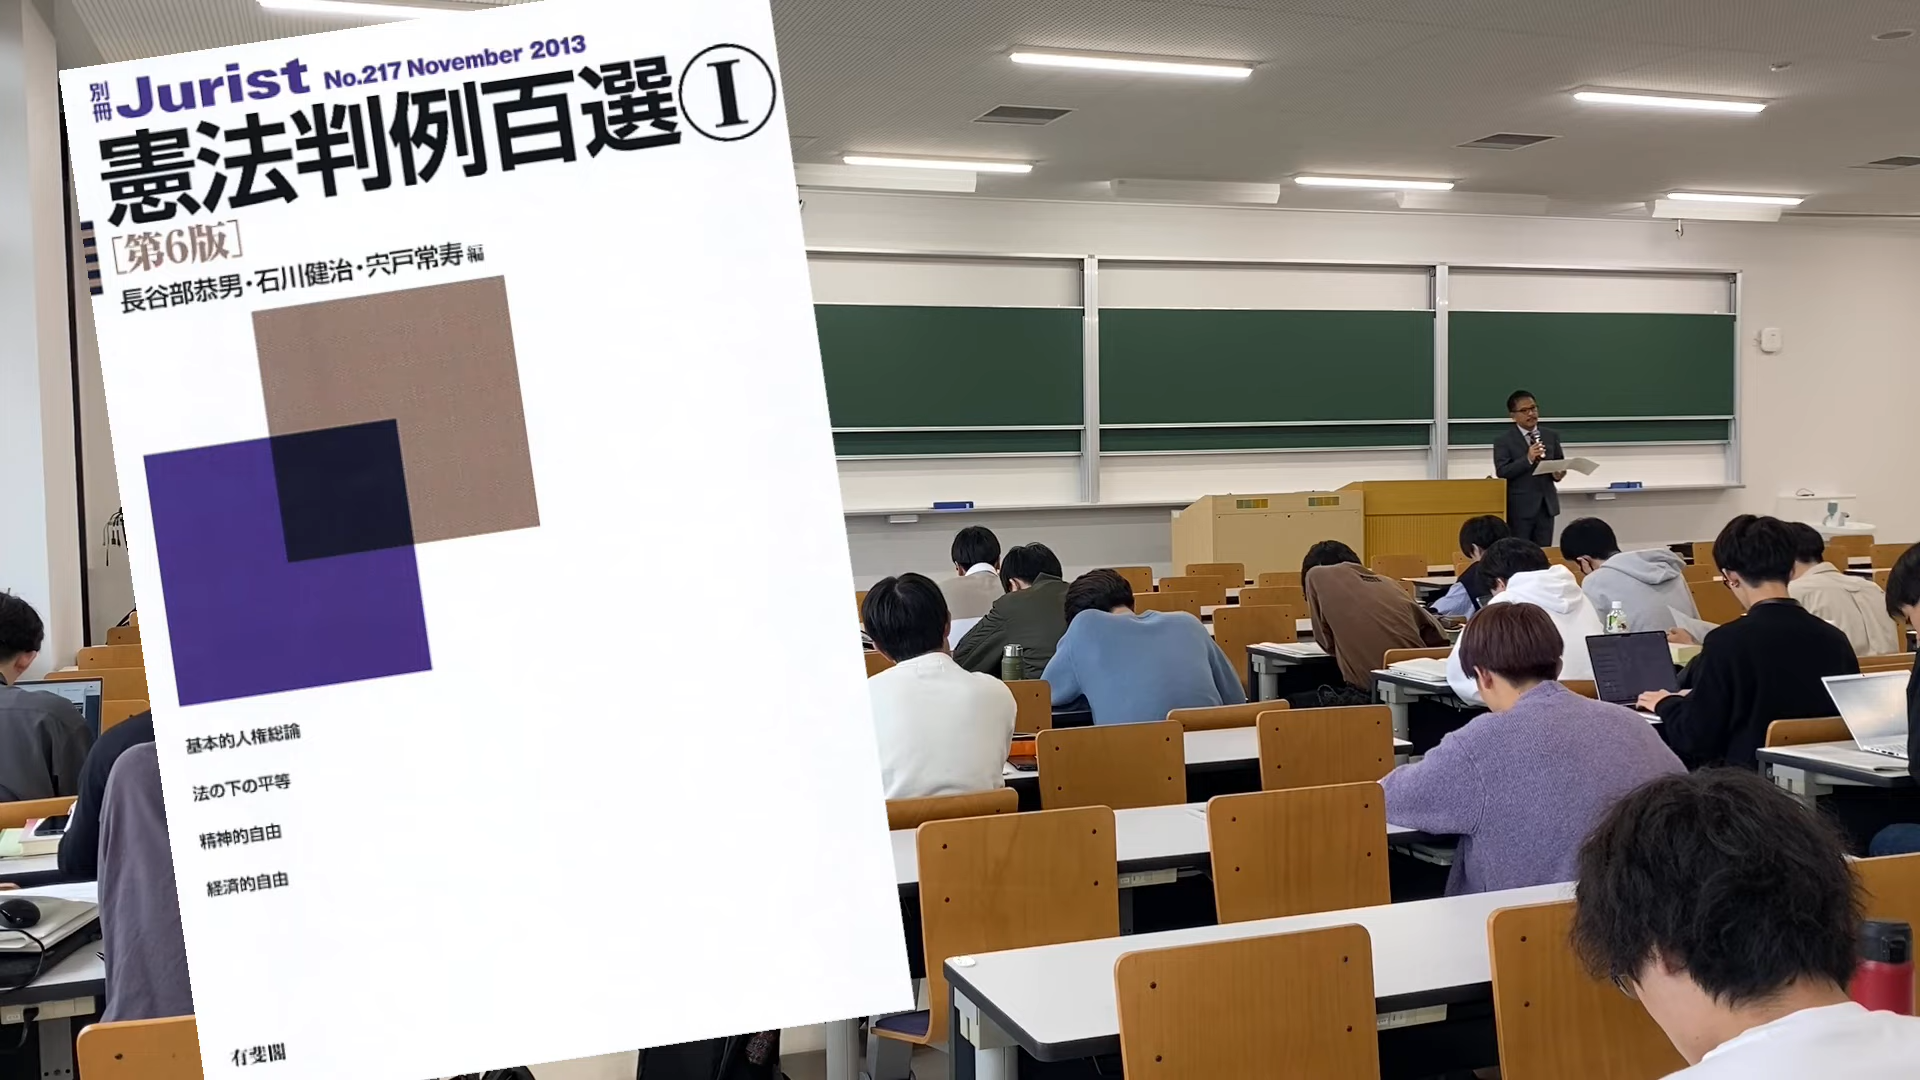 別冊 Jurist No.217 November 2013
憲法判例百選Ⅰ
[第6版]
長谷部恭男・石川健治・宍戸常寿 編
基本的人権総論
法の下の平等
精神的自由
経済的自由
有斐閣